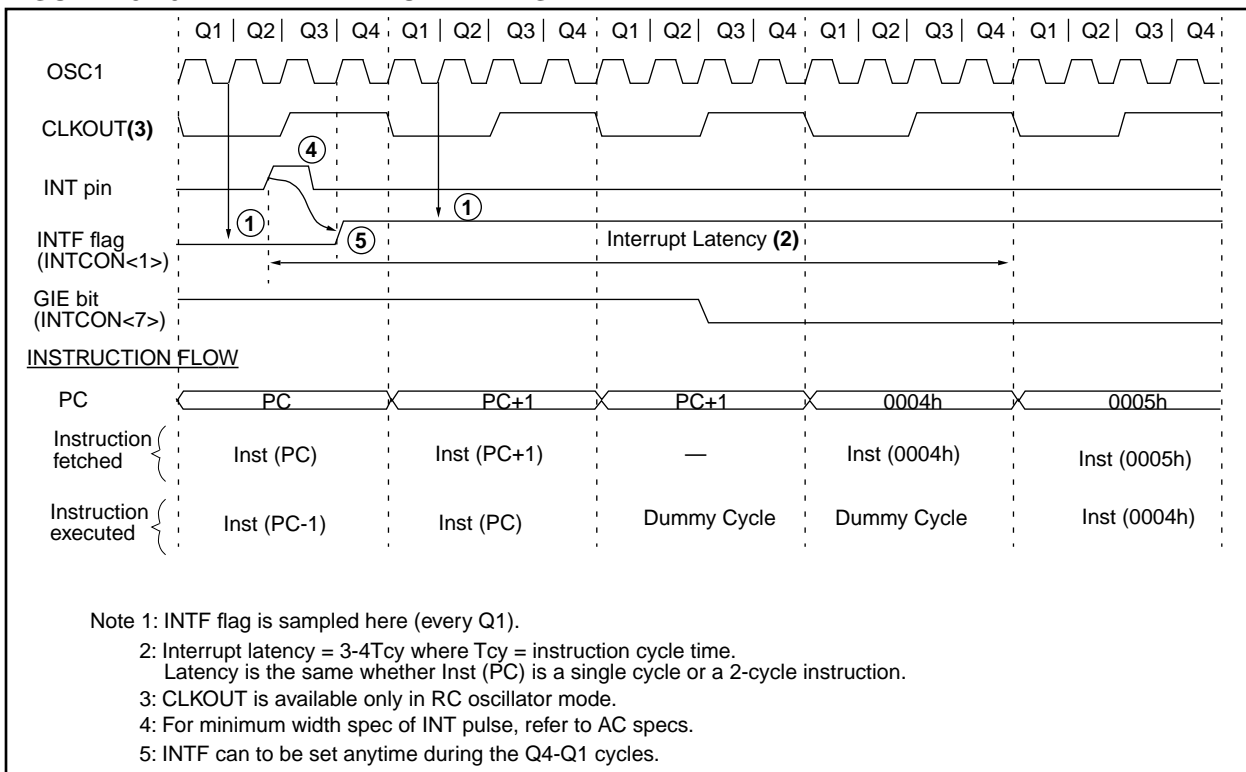 Q1 | Q2 | Q3 | Q4 Q1 | Q2 | Q3 | Q4 Q1 | Q2 | Q3 | Q4 Q1 | Q2 | Q3 | Q4 Q1 | Q2 | Q3 | Q4
OSC1
CLKOUT(3)
4
INT pin
1
1
5
INTF flag
(INTCON<1>)
Interrupt Latency (2)
GIE bit
(INTCON<7>)
INSTRUCTION FLOW
PC PC PC+1 PC+1 0004h 0005h
Instruction
fetched
Inst (PC) Inst (PC+1) — Inst (0004h) Inst (0005h)
Instruction
executed
Inst (PC-1) Inst (PC) Dummy Cycle Dummy Cycle Inst (0004h)
Note 1: INTF flag is sampled here (every Q1).
2: Interrupt latency = 3-4Tcy where Tcy = instruction cycle time.
Latency is the same whether Inst (PC) is a single cycle or a 2-cycle instruction.
3: CLKOUT is available only in RC oscillator mode.
4: For minimum width spec of INT pulse, refer to AC specs.
5: INTF can to be set anytime during the Q4-Q1 cycles.